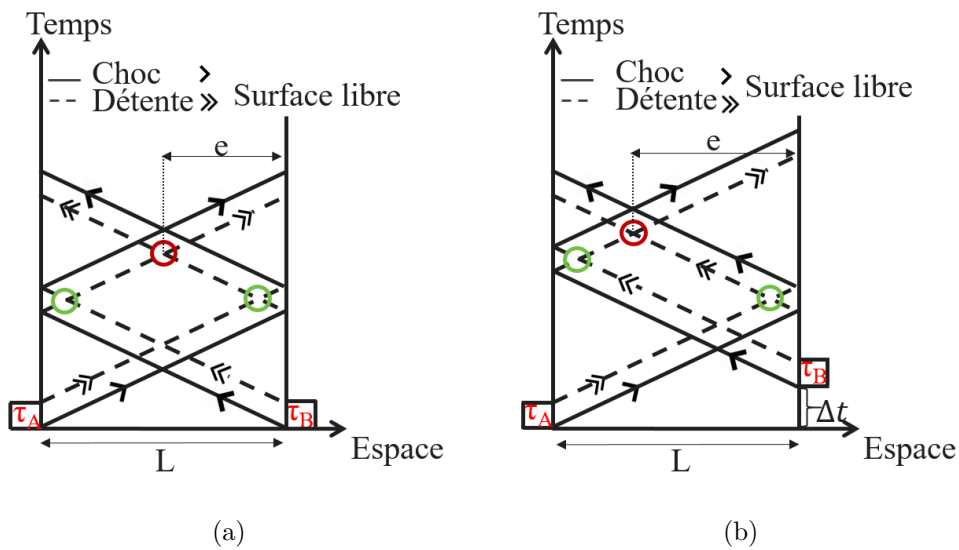 Temps
Choc
Détente
Surface libre
e
τA
τB
L
Espace
(a)
Temps
Choc
Détente
Surface libre
e
τA
τB
Δt
L
Espace
(b)